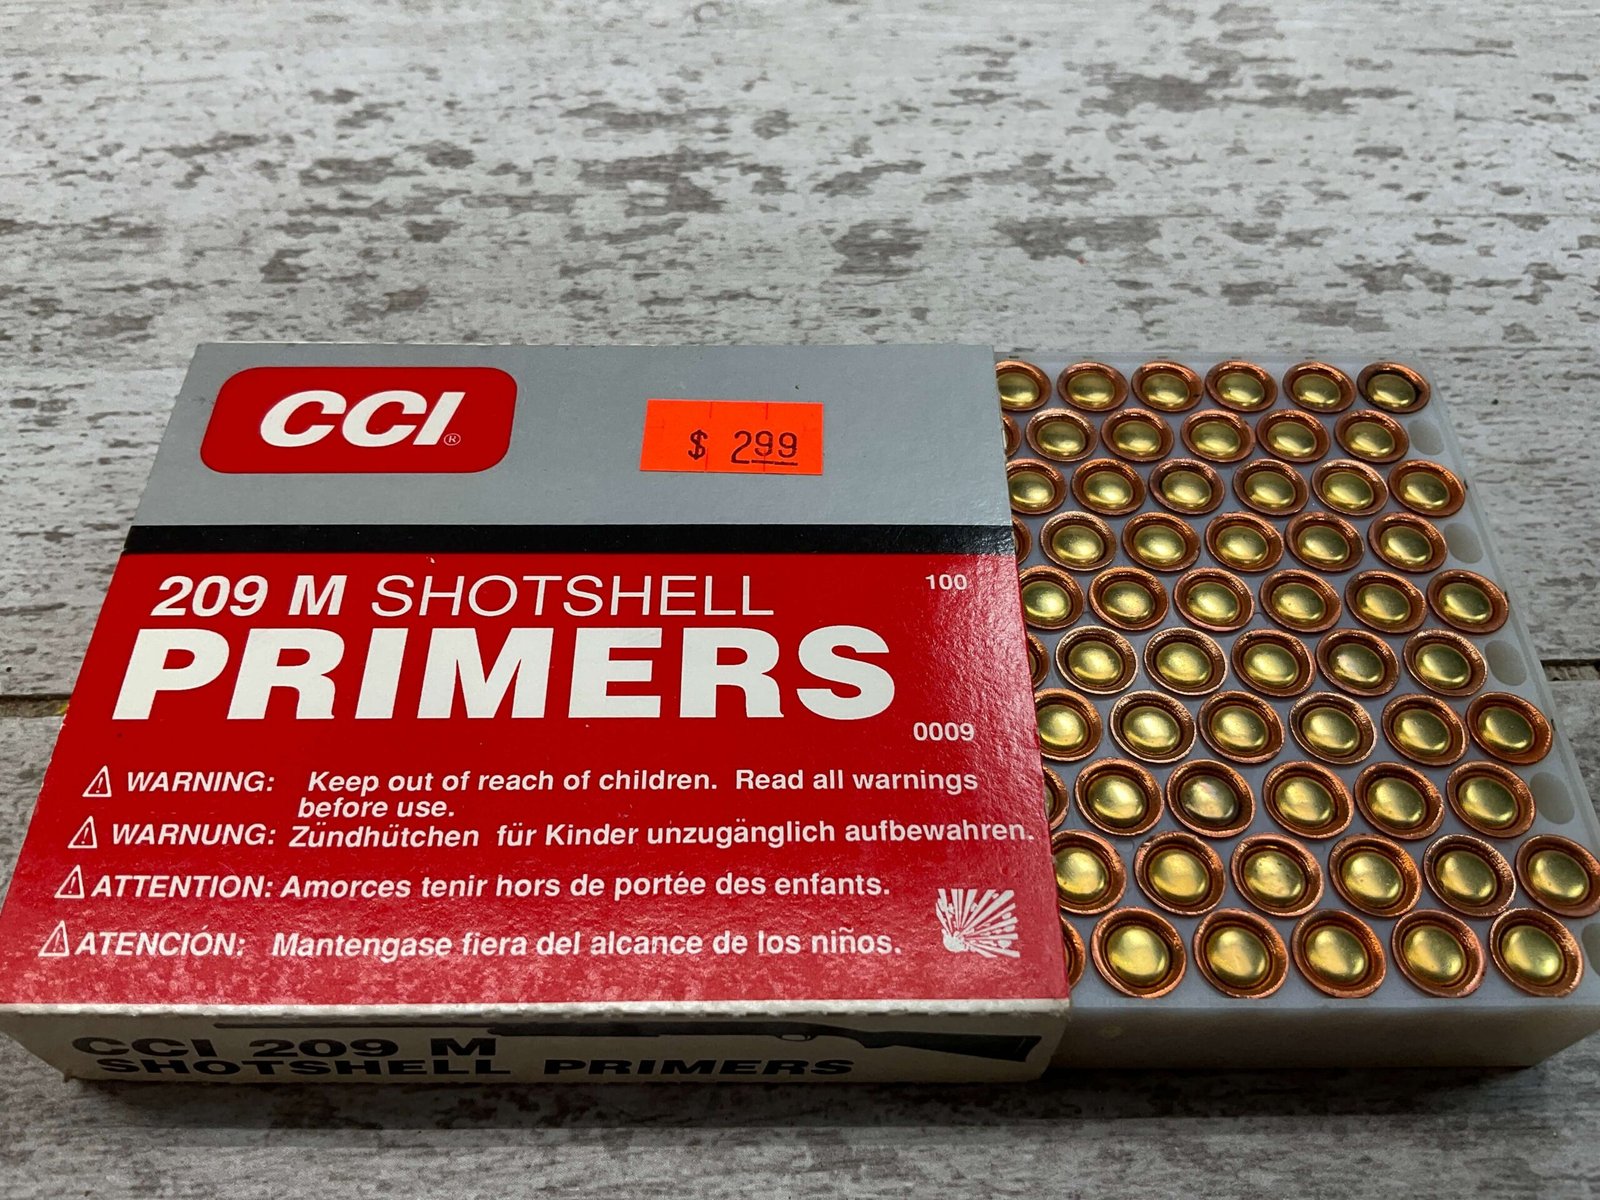 CCI®
$ 299
209 M SHOTSHELL 100
PRIMERS
0009
⚠ WARNING: Keep out of reach of children. Read all warnings
before use.
⚠ WARNUNG: Zündhütchen für Kinder unzugänglich aufbewahren.
⚠ ATTENTION: Amorces tenir hors de portée des enfants.
⚠ ATENCIÓN: Mantengase fiera del alcance de los niños.
CCI 209 M
SHOTSHELL PRIMERS